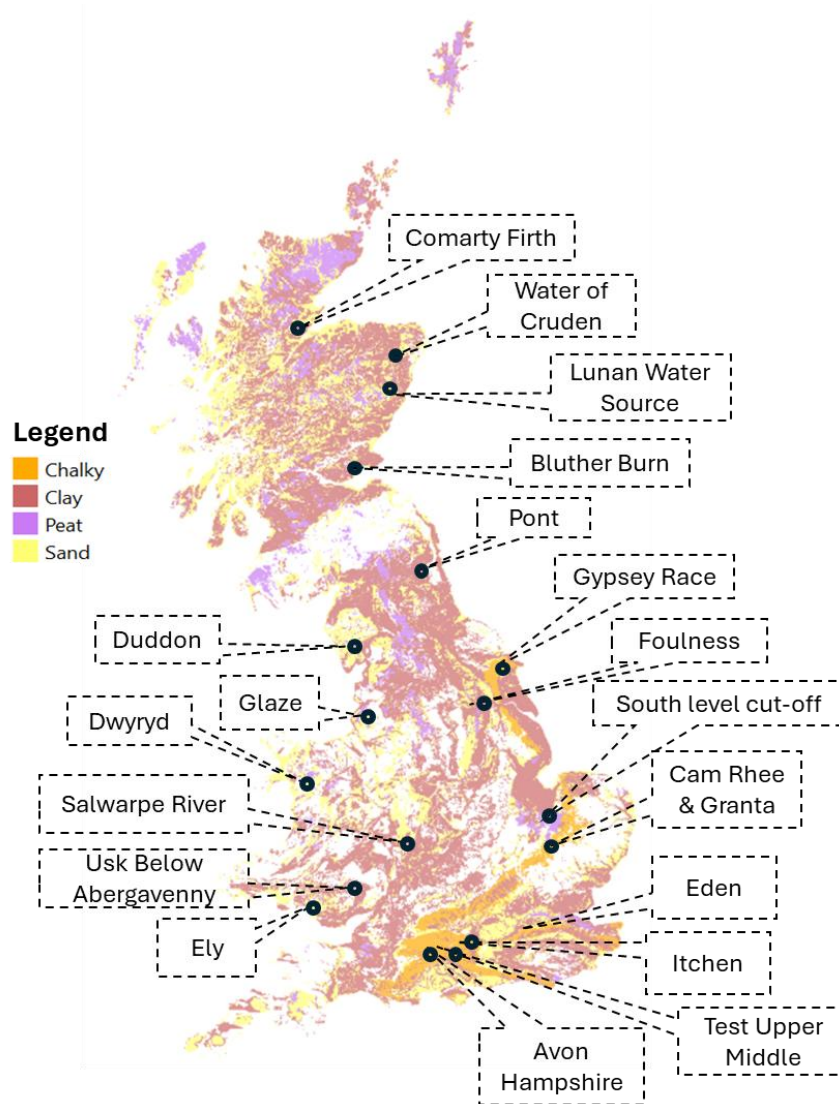 Comarty Firth
Water of
Cruden
Lunan Water
Source
Legend
Chalky
Clay
Peat
Sand
Bluther Burn
Pont
Gypsey Race
Duddon
Foulness
Glaze
South level cut-off
Dwyryd
Cam Rhee
& Granta
Salwarpe River
Usk Below
Abergavenny
Eden
Ely
Itchen
Test Upper
Middle
Avon
Hampshire